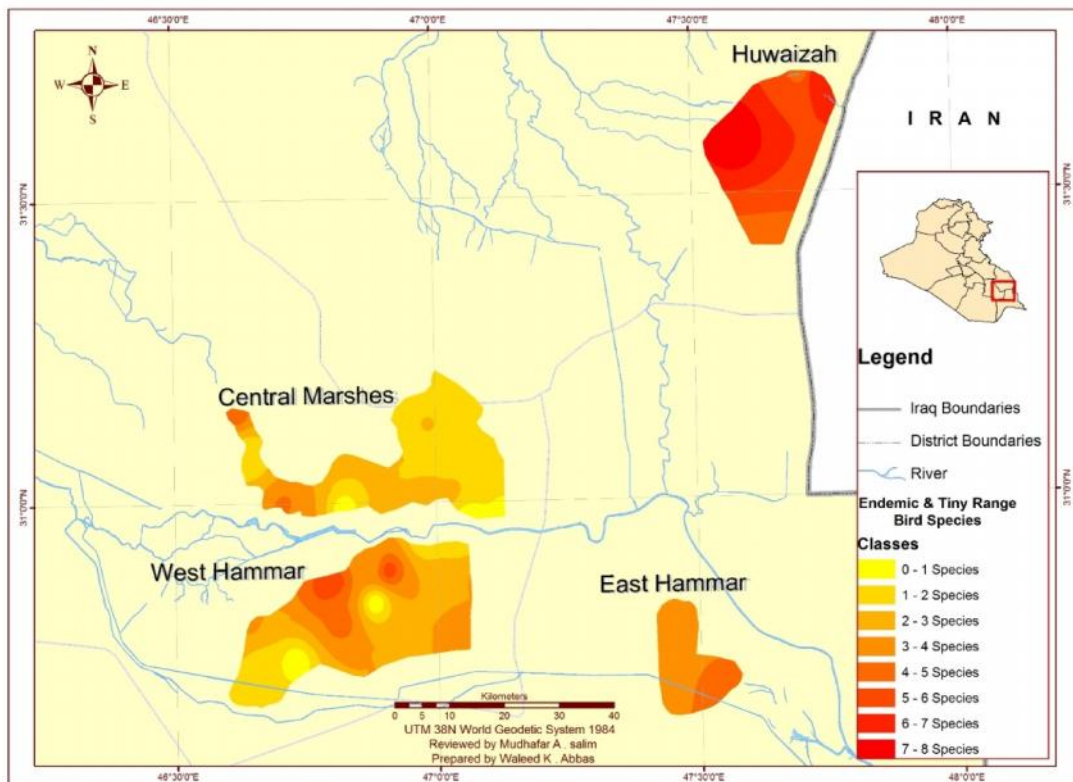 46°30'0"E 47°0'0"E 47°30'0"E 48°0'0"E
N
W E
S
Huwaizah
I R A N
31°30'0"N 31°30'0"N
Central Marshes
31°0'0"N 31°0'0"N
West Hammar
East Hammar
Legend
Iraq Boundaries
District Boundaries
River
Endemic & Tiny Range
Bird Species
Classes
0 - 1 Species
1 - 2 Species
2 - 3 Species
3 - 4 Species
4 - 5 Species
5 - 6 Species
6 - 7 Species
7 - 8 Species
Kilometers
0 5 10 20 30 40
UTM 38N World Geodetic System 1984
Reviewed by Mudhafar A . salim
Prepared by Waleed K . Abbas
46°30'0"E 47°0'0"E 47°30'0"E 48°0'0"E